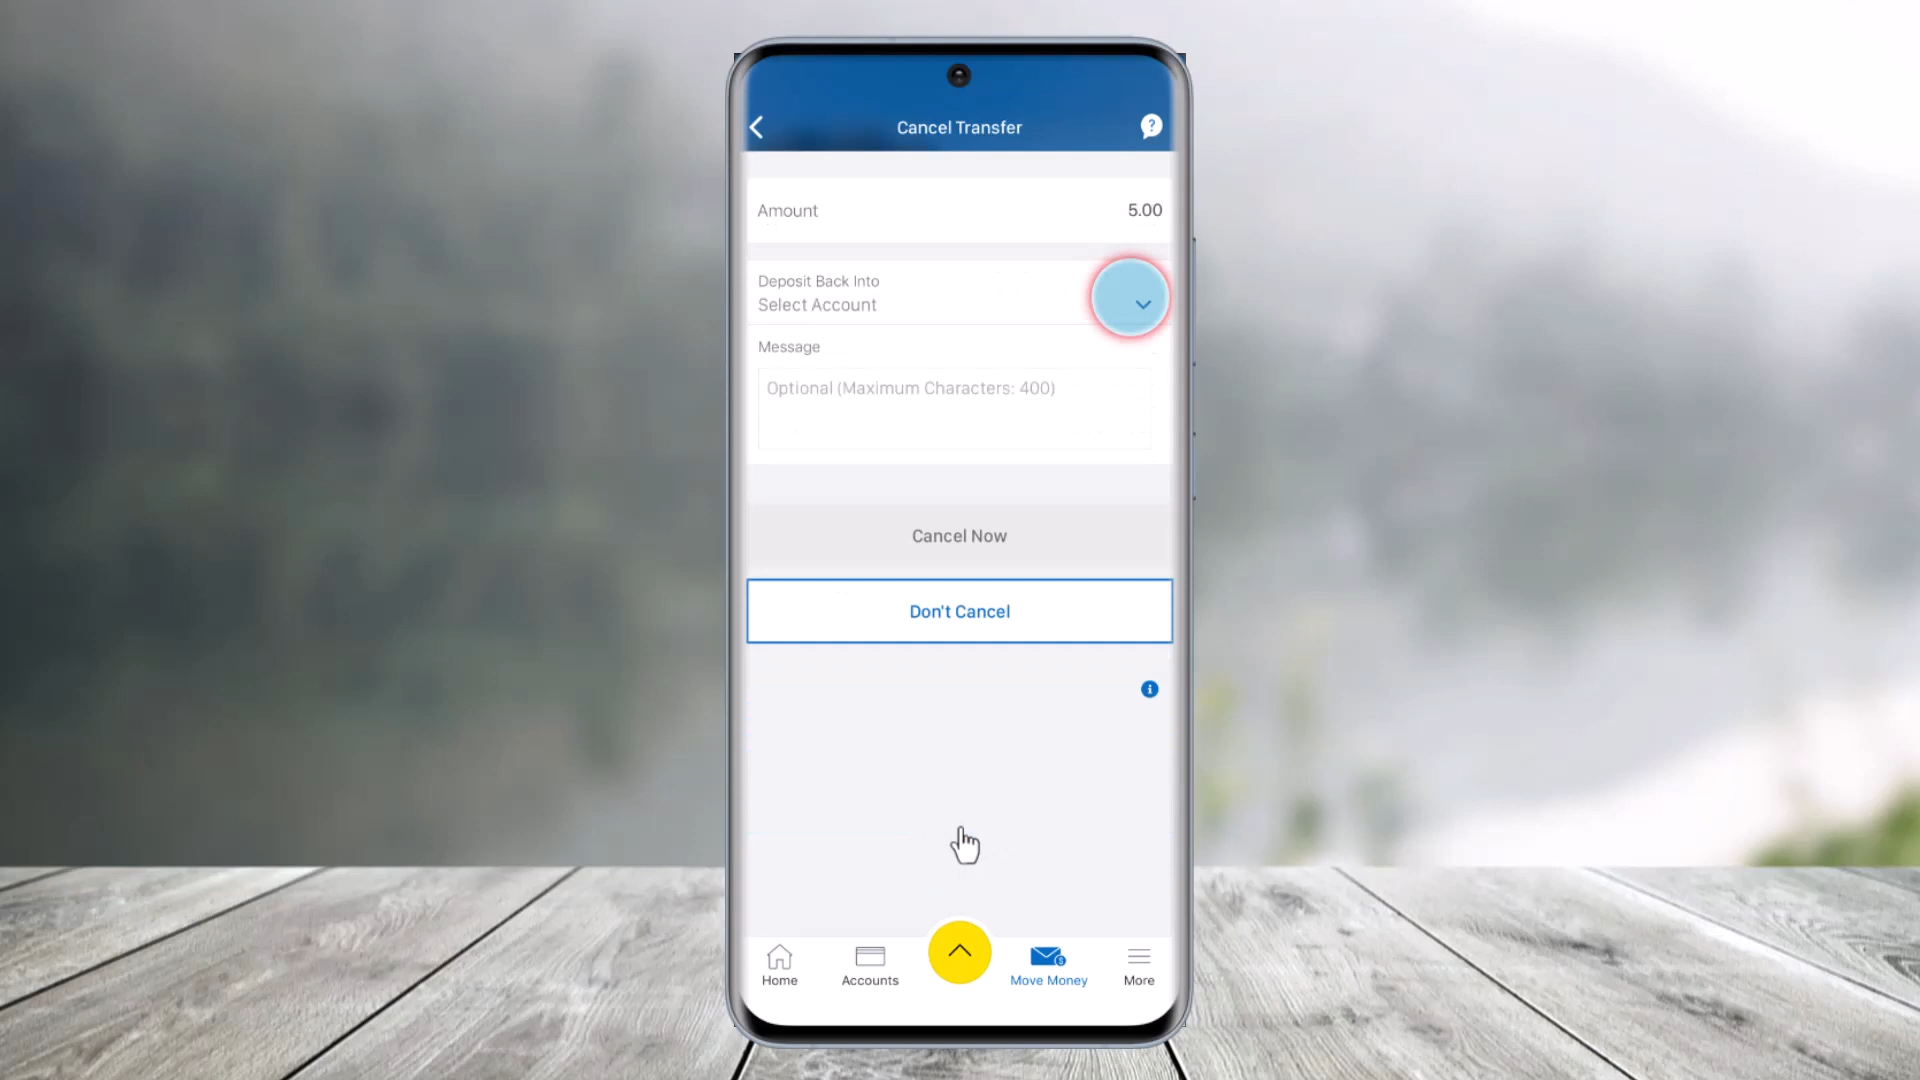 Cancel Transfer
?
Amount
5.00
Deposit Back Into
Select Account
Message
Optional (Maximum Characters: 400)
Cancel Now
Don't Cancel
i
Home
Accounts
Move Money
More